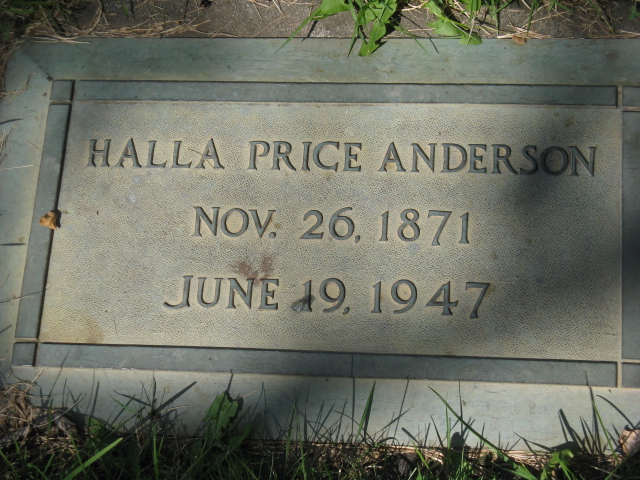 HALLA PRICE ANDERSON
NOV. 26, 1871
JUNE 19, 1947